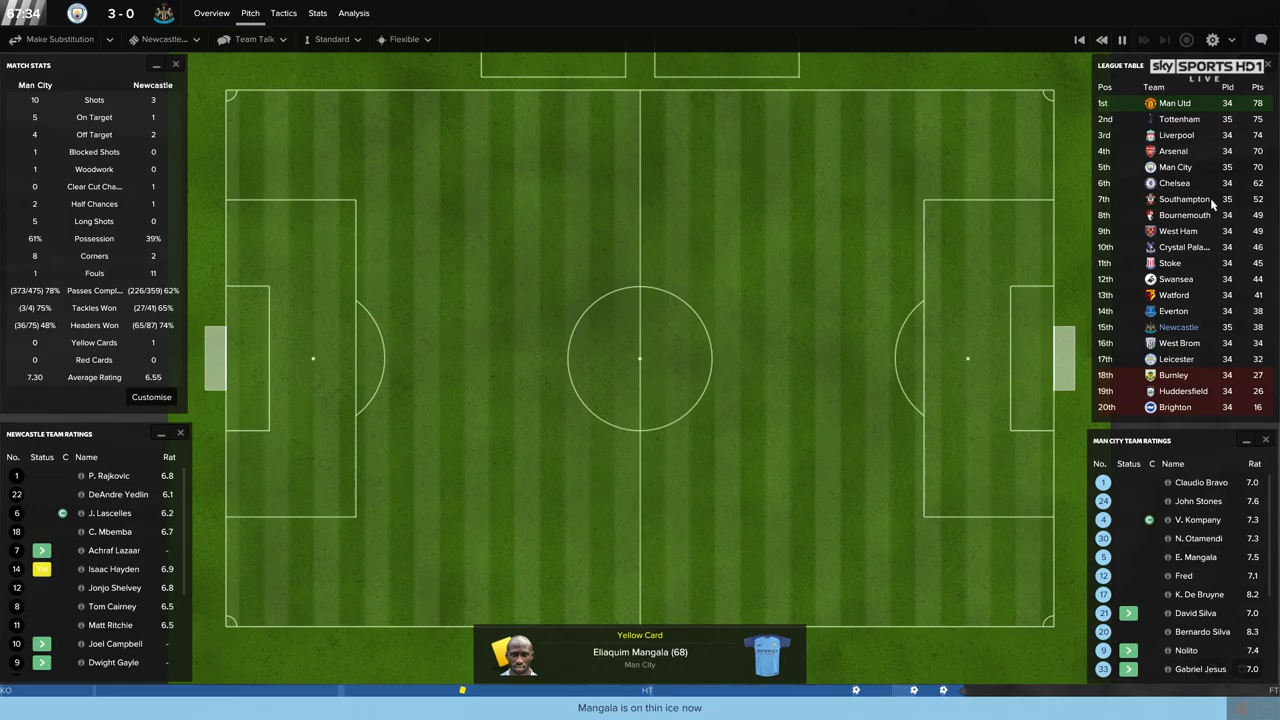 67:34 3 - 0 Overview Pitch Tactics Stats Analysis
Make Substitution Newcastle... Team Talk Standard Flexible
MATCH STATS
Man City Newcastle
10 Shots 3
5 On Target 1
4 Off Target 2
1 Blocked Shots 0
1 Woodwork 0
0 Clear Cut Cha... 1
2 Half Chances 1
5 Long Shots 0
61% Possession 39%
8 Corners 2
1 Fouls 11
(373/475) 78% Passes Compl... (226/359) 62%
(3/4) 75% Tackles Won (27/41) 65%
(36/75) 48% Headers Won (65/87) 74%
0 Yellow Cards 1
0 Red Cards 0
7.30 Average Rating 6.55
Customise
NEWCASTLE TEAM RATINGS
No. Status C Name Rat
1 P. Rajkovic 6.8
22 DeAndre Yedlin 6.1
6 C J. Lascelles 6.2
18 C. Mbemba 6.7
7 Achraf Lazaar -
14 Isaac Hayden 6.9
12 Jonjo Shelvey 6.8
8 Tom Cairney 6.5
11 Matt Ritchie 6.5
10 Joel Campbell -
9 Dwight Gayle -
LEAGUE TABLE
sky SPORTS HD1
LIVE
Pos Team Pld Pts
1st Man Utd 34 78
2nd Tottenham 35 75
3rd Liverpool 34 74
4th Arsenal 34 70
5th Man City 35 70
6th Chelsea 34 62
7th Southampton 35 52
8th Bournemouth 34 49
9th West Ham 34 49
10th Crystal Pala... 34 46
11th Stoke 34 45
12th Swansea 34 44
13th Watford 34 41
14th Everton 34 38
15th Newcastle 35 38
16th West Brom 34 34
17th Leicester 34 32
18th Burnley 34 27
19th Huddersfield 34 26
20th Brighton 34 16
MAN CITY TEAM RATINGS
No. Status C Name Rat
1 Claudio Bravo 7.0
24 John Stones 7.6
4 C V. Kompany 7.3
30 N. Otamendi 7.3
5 E. Mangala 7.5
12 Fred 7.1
17 K. De Bruyne 8.2
21 David Silva 7.0
20 Bernardo Silva 8.3
9 Nolito 7.4
33 Gabriel Jesus 7.0
Yellow Card
Eliaquim Mangala (68)
Man City
KO HT FT
Mangala is on thin ice now